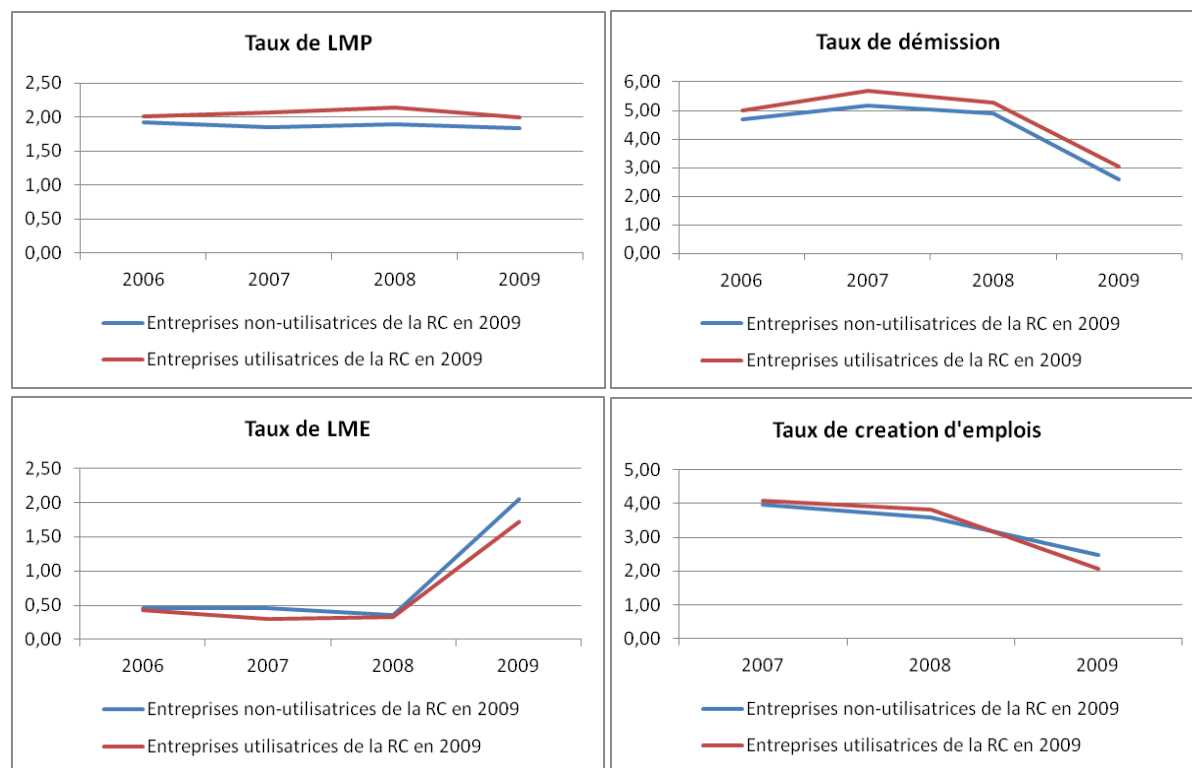 Taux de LMP
2,50
2,00
1,50
1,00
0,50
0,00
2006 2007 2008 2009
Entreprises non-utilisatrices de la RC en 2009
Entreprises utilisatrices de la RC en 2009
Taux de démission
6,00
5,00
4,00
3,00
2,00
1,00
0,00
2006 2007 2008 2009
Entreprises non-utilisatrices de la RC en 2009
Entreprises utilisatrices de la RC en 2009
Taux de LME
2,50
2,00
1,50
1,00
0,50
0,00
2006 2007 2008 2009
Entreprises non-utilisatrices de la RC en 2009
Entreprises utilisatrices de la RC en 2009
Taux de creation d'emplois
5,00
4,00
3,00
2,00
1,00
0,00
2007 2008 2009
Entreprises non-utilisatrices de la RC en 2009
Entreprises utilisatrices de la RC en 2009